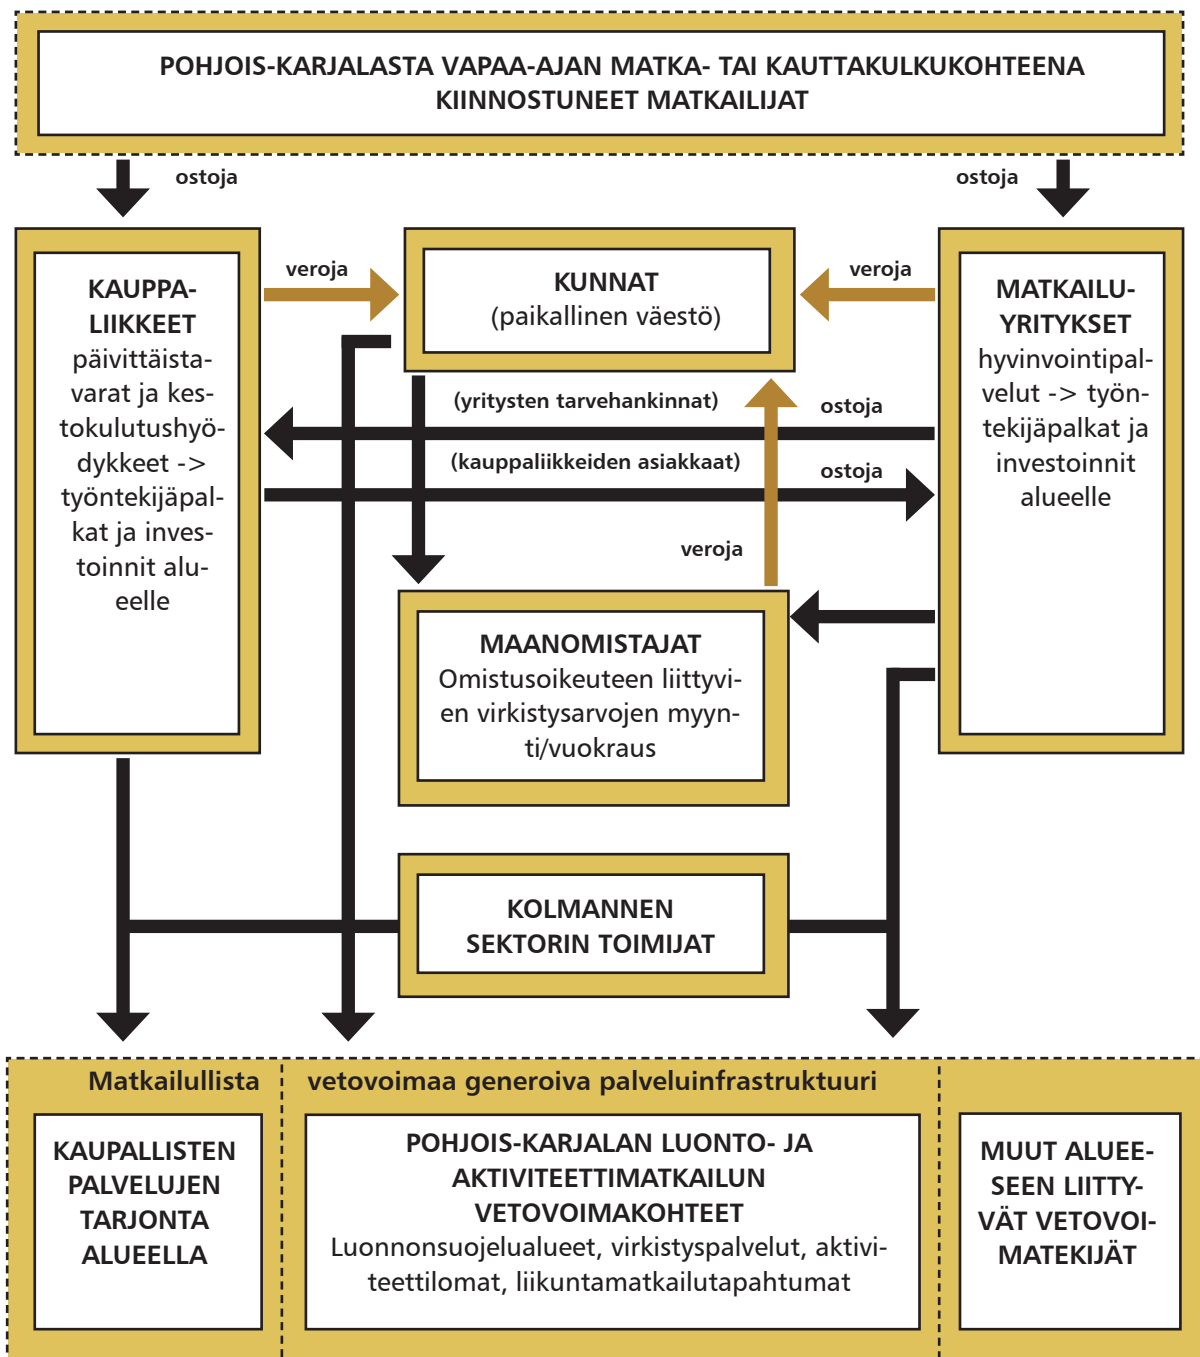 POHJOIS-KARJALASTA VAPAA-AJAN MATKA- TAI KAUTTAKULKUKOHTEENA
KIINNOSTUNEET MATKAILIJAT
ostoja
ostoja
KAUPPA-
LIIKKEET
päivittäista-
varat ja kes-
tokulutushyö-
dykkeet ->
työntekijäpal-
kat ja inves-
toinnit alu-
eelle
veroja
KUNNAT
(paikallinen väestö)
veroja
MATKAILU-
YRITYKSET
hyvinvointipal-
velut -> työn-
tekijäpalkat ja
investoinnit
alueelle
(yritysten tarvehankinnat)
ostoja
(kauppaliikkeiden asiakkaat)
ostoja
veroja
MAANOMISTAJAT
Omistusoikeuteen liittyvi-
en virkistysarvojen myyn-
ti/vuokraus
KOLMANNEN
SEKTORIN TOIMIJAT
Matkailullista vetovoimaa generoiva palveluinfrastruktuuri
KAUPALLISTEN
PALVELUJEN
TARJONTA
ALUEELLA
POHJOIS-KARJALAN LUONTO- JA
AKTIVITEETTIMATKAILUN
VETOVOIMAKOHTEET
Luonnonsuojelualueet, virkistyspalvelut, aktivi-
teettilomat, liikuntamatkailutapahtumat
MUUT ALUEE-
SEEN LIITTY-
VÄT VETOVOI-
MATEKIJÄT